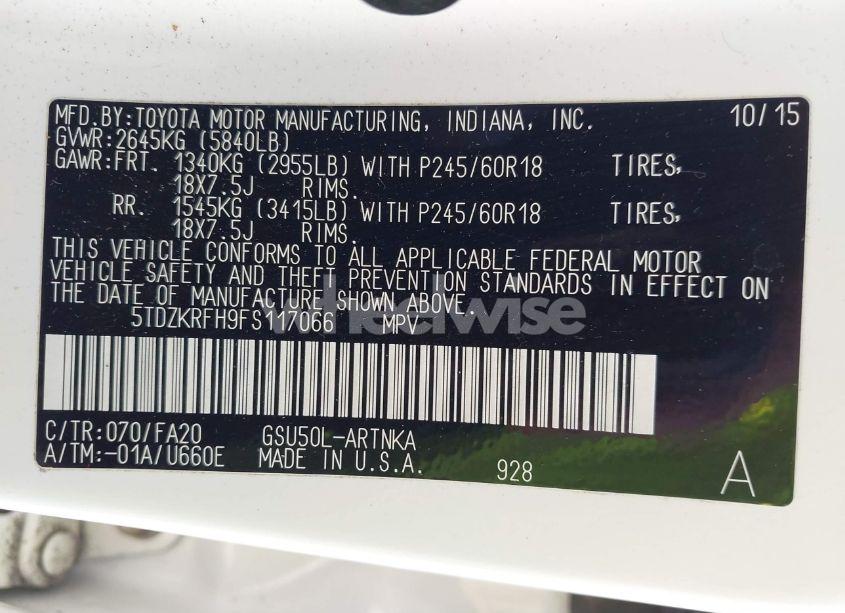 MFD.BY:TOYOTA MOTOR MANUFACTURING, INDIANA, INC. 10/15
GVWR:2645KG (5840LB)
GAWR:FRT. 1340KG (2955LB) WITH P245/60R18 TIRES,
18X7.5J RIMS.
RR. 1545KG (3415LB) WITH P245/60R18 TIRES,
18X7.5J RIMS.
THIS VEHICLE CONFORMS TO ALL APPLICABLE FEDERAL MOTOR
VEHICLE SAFETY AND THEFT PREVENTION STANDARDS IN EFFECT ON
THE DATE OF MANUFACTURE SHOWN ABOVE.
5TDZKRFH9FS117066 MPV
wheelwise
C/TR:070/FA20 GSU50L-ARTNKA
A/TM:-01A/U660E MADE IN U.S.A. 928 A